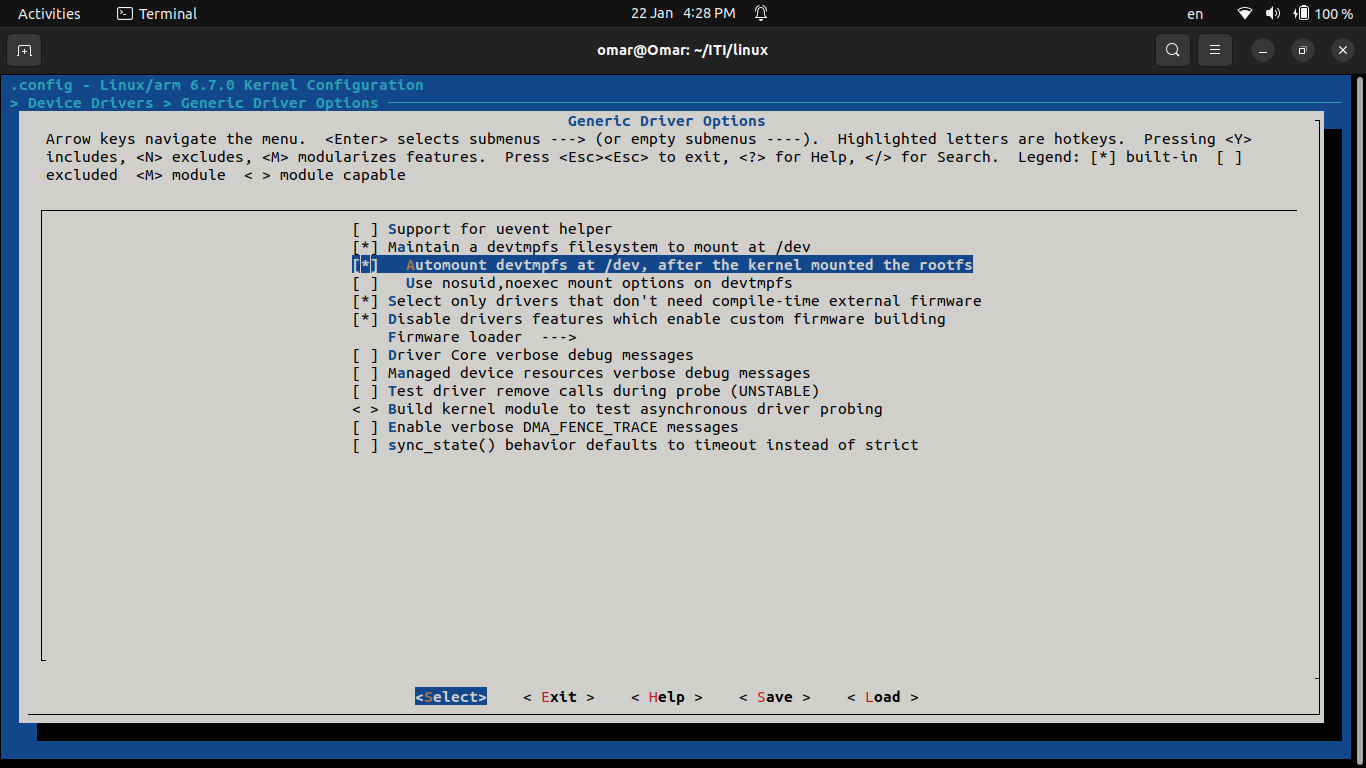 Activities Terminal 22 Jan 4:28 PM en 100 %
omar@Omar: ~/ITI/linux
.config - Linux/arm 6.7.0 Kernel Configuration
> Device Drivers > Generic Driver Options
Generic Driver Options
Arrow keys navigate the menu.  <Enter> selects submenus ---> (or empty submenus ----).  Highlighted letters are hotkeys.  Pressing <Y>
includes, <N> excludes, <M> modularizes features.  Press <Esc><Esc> to exit, <?> for Help, </> for Search.  Legend: [*] built-in  [ ]
excluded  <M> module  < > module capable
[ ] Support for uevent helper
[*] Maintain a devtmpfs filesystem to mount at /dev
[*]   Automount devtmpfs at /dev, after the kernel mounted the rootfs
[ ]   Use nosuid,noexec mount options on devtmpfs
[*] Select only drivers that don't need compile-time external firmware
[*] Disable drivers features which enable custom firmware building
Firmware loader  --->
[ ] Driver Core verbose debug messages
[ ] Managed device resources verbose debug messages
[ ] Test driver remove calls during probe (UNSTABLE)
< > Build kernel module to test asynchronous driver probing
[ ] Enable verbose DMA_FENCE_TRACE messages
[ ] sync_state() behavior defaults to timeout instead of strict
<Select>    < Exit >    < Help >    < Save >    < Load >